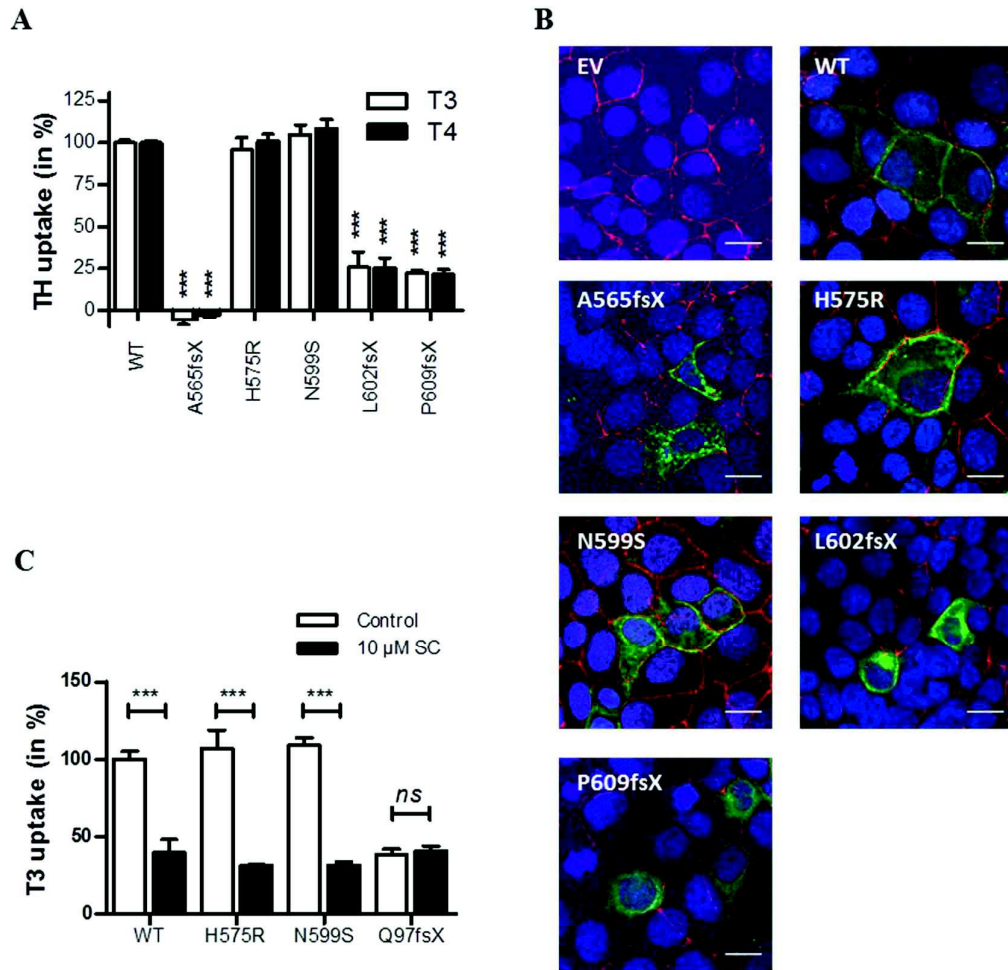 A
TH uptake (in %)
125
100
75
50
25
0
T3
T4
***
***
***
***
***
***
WT
A565fsX
H575R
N599S
L602fsX
P609fsX
B
EV
WT
A565fsX
H575R
N599S
L602fsX
P609fsX
C
Control
10 µM SC
T3 uptake (in %)
150
100
50
0
***
***
***
ns
WT
H575R
N599S
Q97fsX